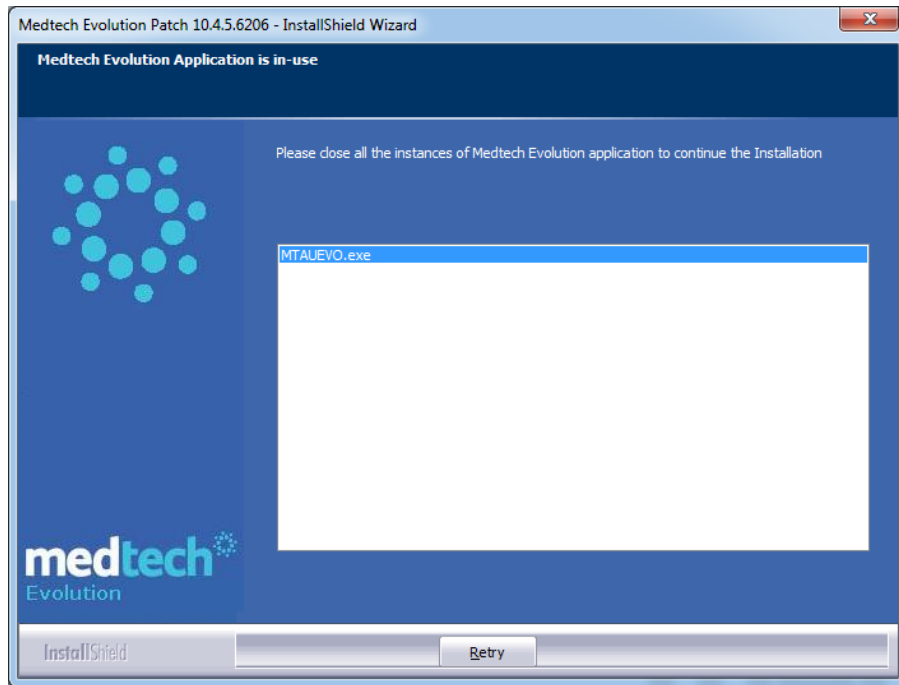 Medtech Evolution Patch 10.4.5.6206 - InstallShield Wizard
Medtech Evolution Application is in-use
Please close all the instances of Medtech Evolution application to continue the Installation
MTAUEVO.exe
medtech
Evolution
InstallShield
Retry